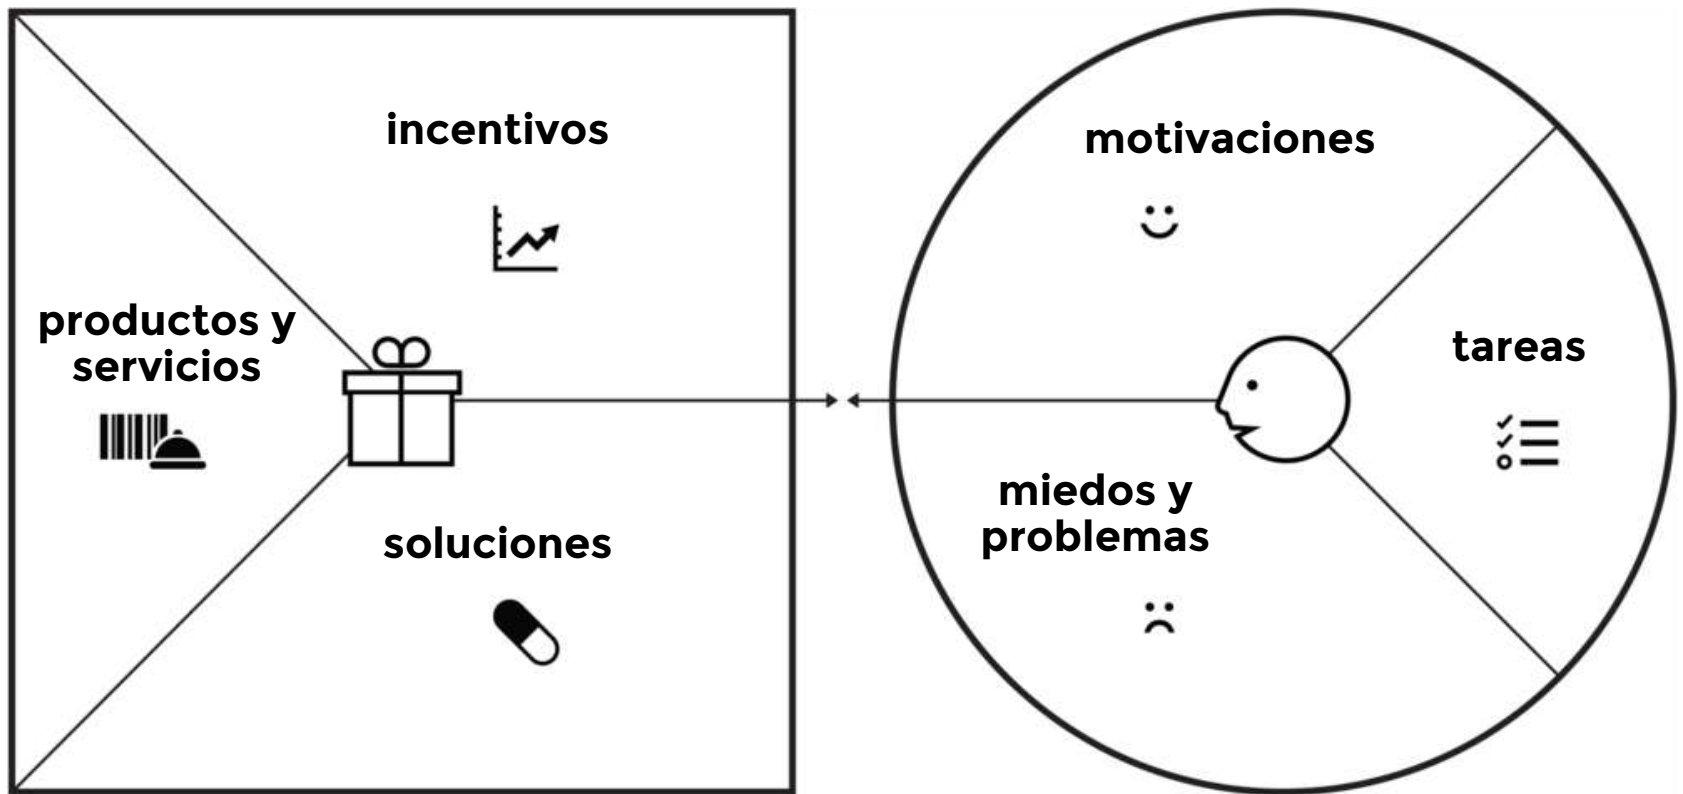 incentivos
productos y
servicios
soluciones
motivaciones
tareas
miedos y
problemas